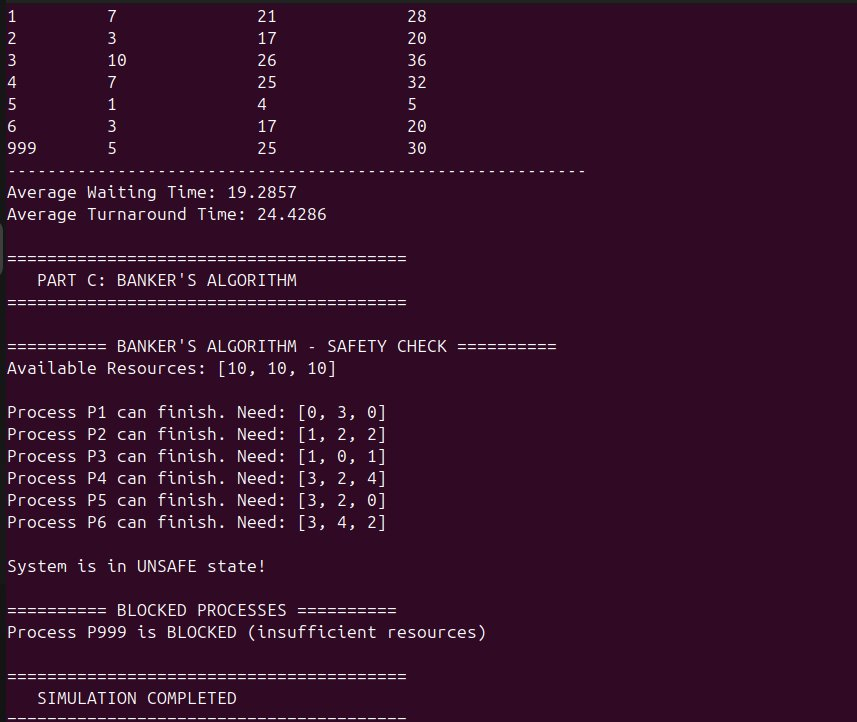 1 7 21 28
2 3 17 20
3 10 26 36
4 7 25 32
5 1 4 5
6 3 17 20
999 5 25 30
----------------------------------------------------------
Average Waiting Time: 19.2857
Average Turnaround Time: 24.4286
========================================
PART C: BANKER'S ALGORITHM
========================================
========== BANKER'S ALGORITHM - SAFETY CHECK ==========
Available Resources: [10, 10, 10]
Process P1 can finish. Need: [0, 3, 0]
Process P2 can finish. Need: [1, 2, 2]
Process P3 can finish. Need: [1, 0, 1]
Process P4 can finish. Need: [3, 2, 4]
Process P5 can finish. Need: [3, 2, 0]
Process P6 can finish. Need: [3, 4, 2]
System is in UNSAFE state!
========== BLOCKED PROCESSES ==========
Process P999 is BLOCKED (insufficient resources)
========================================
SIMULATION COMPLETED
========================================